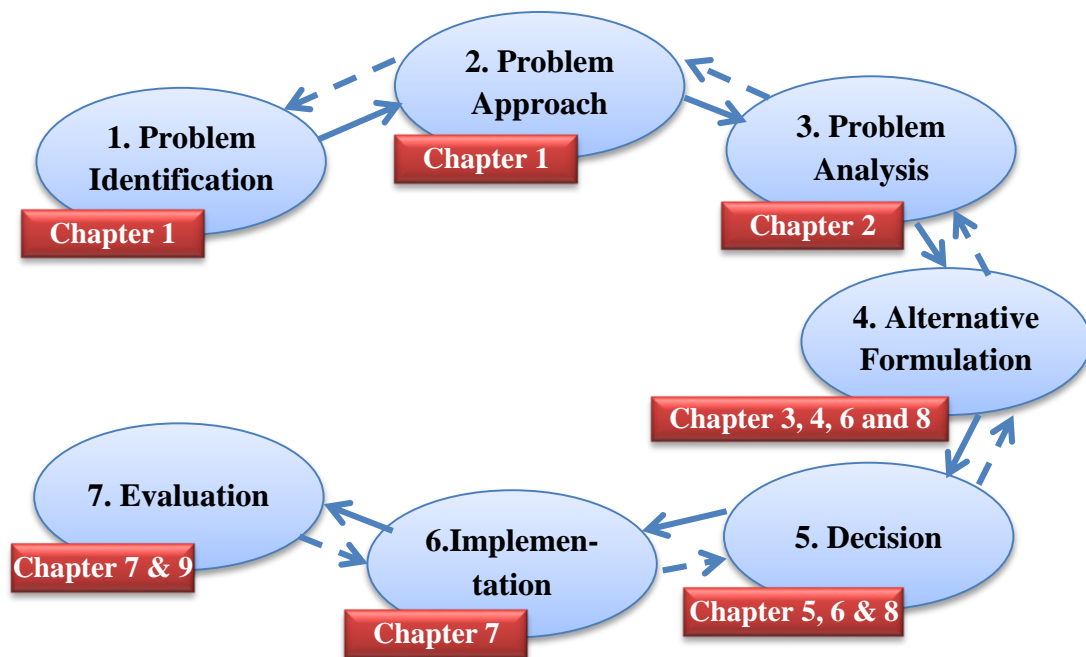 1. Problem
Identification
Chapter 1
2. Problem
Approach
Chapter 1
3. Problem
Analysis
Chapter 2
4. Alternative
Formulation
Chapter 3, 4, 6 and 8
5. Decision
Chapter 5, 6 & 8
6.Implemen-
tation
Chapter 7
7. Evaluation
Chapter 7 & 9